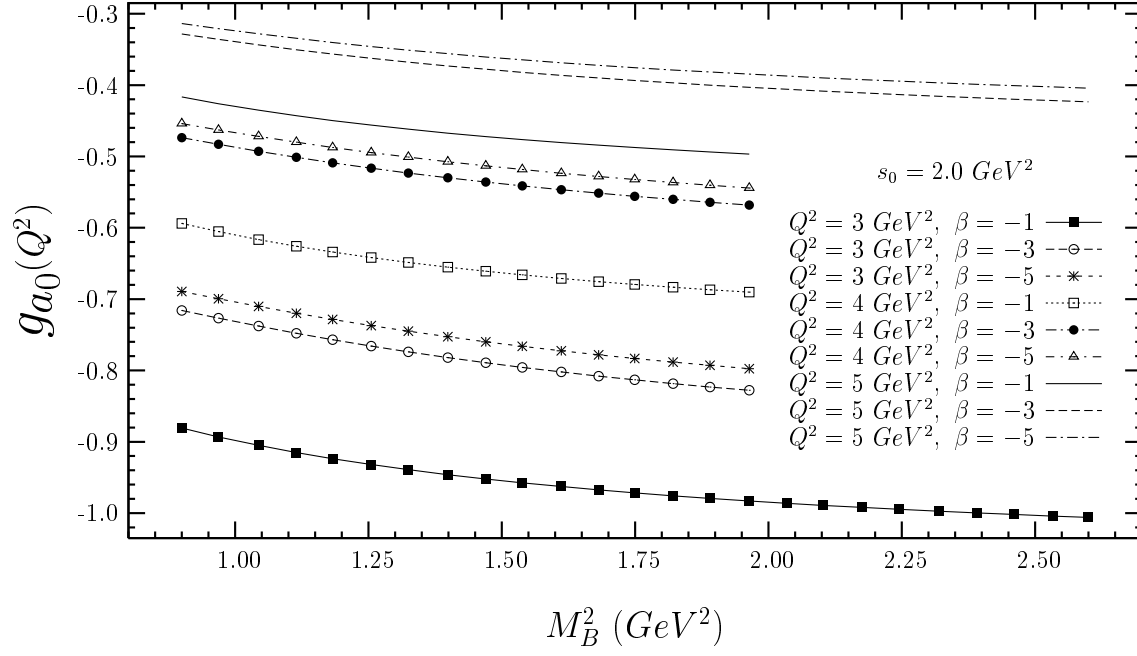 -0.3
-0.4
-0.5
-0.6
-0.7
-0.8
-0.9
-1.0
g_{a_0}(Q^2)
s_0 = 2.0 GeV^2
Q^2 = 3 GeV^2, β = −1
Q^2 = 3 GeV^2, β = −3
Q^2 = 3 GeV^2, β = −5
Q^2 = 4 GeV^2, β = −1
Q^2 = 4 GeV^2, β = −3
Q^2 = 4 GeV^2, β = −5
Q^2 = 5 GeV^2, β = −1
Q^2 = 5 GeV^2, β = −3
Q^2 = 5 GeV^2, β = −5
1.00 1.25 1.50 1.75 2.00 2.25 2.50
M_B^2 (GeV^2)